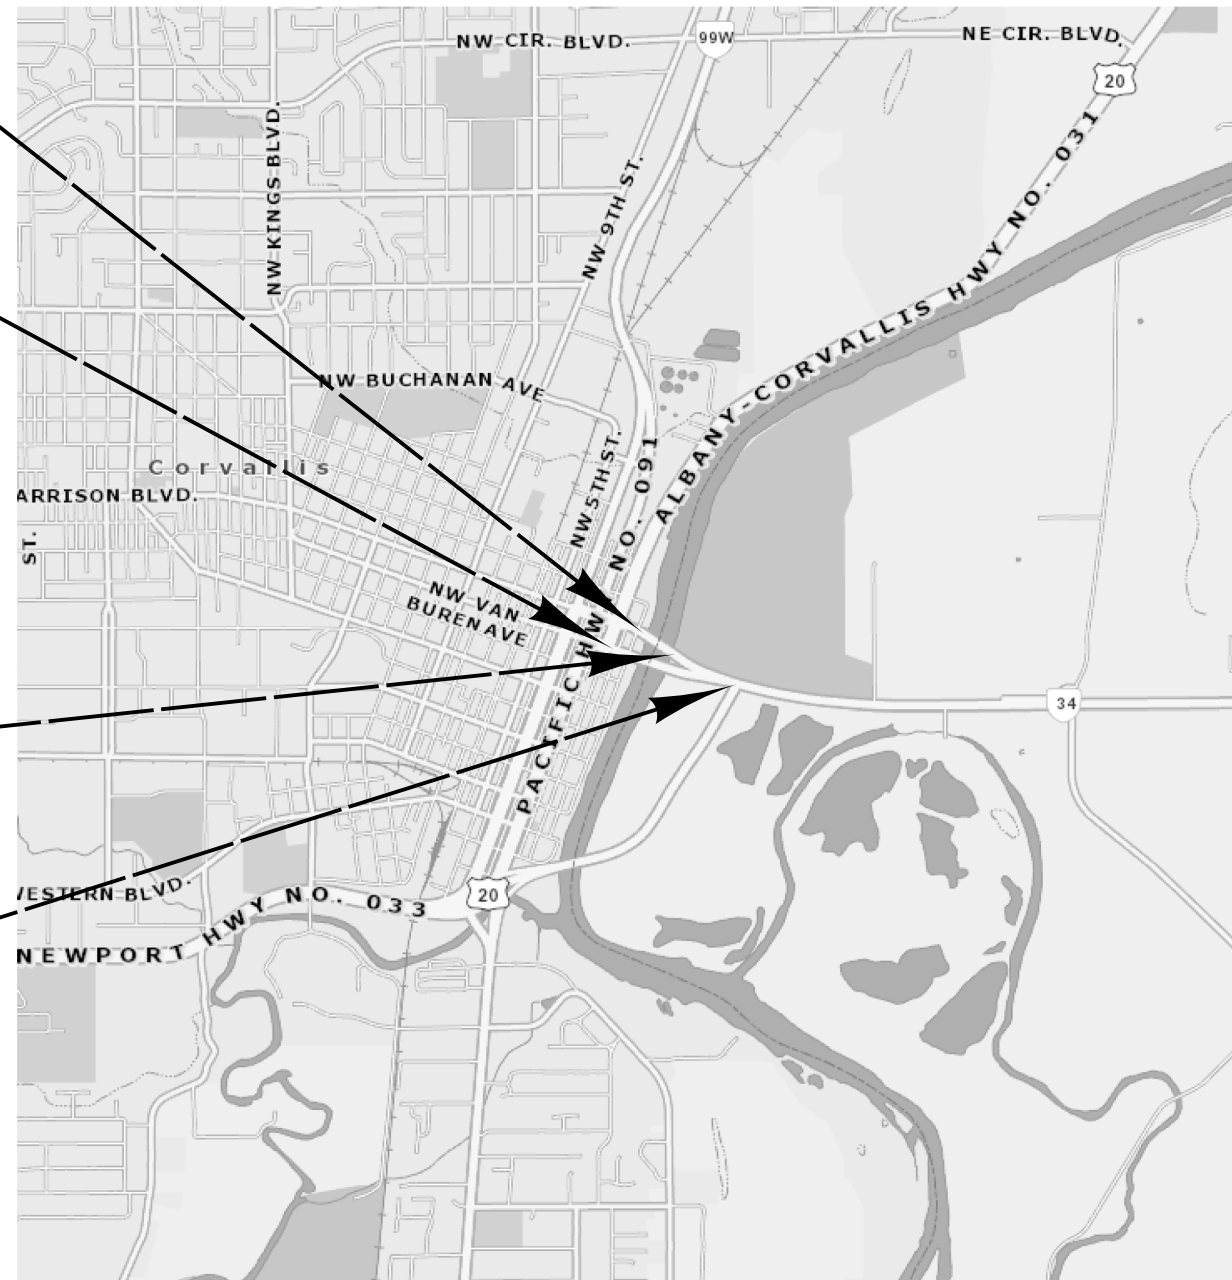 NW CIR. BLVD.
99W
NE CIR. BLVD.
20
NW KINGS BLVD.
NW 9TH ST.
ALBANY-CORVALLIS HWY NO. 031
NW BUCHANAN AVE
Corvallis
ARRISON BLVD.
ST.
NW 5TH ST.
PACIFIC HWY NO. 091
NW VAN
BUREN AVE
34
WESTERN BLVD.
20
NEWPORT HWY NO. 033